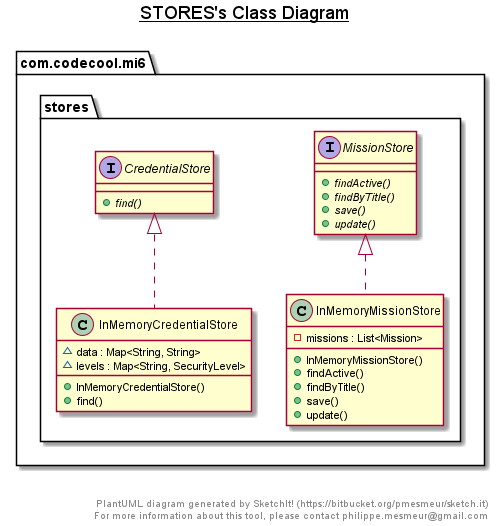 STORES's Class Diagram
com.codecool.mi6
stores
I CredentialStore
find()
I MissionStore
findActive()
findByTitle()
save()
update()
C InMemoryCredentialStore
data : Map<String, String>
levels : Map<String, SecurityLevel>
InMemoryCredentialStore()
find()
C InMemoryMissionStore
missions : List<Mission>
InMemoryMissionStore()
findActive()
findByTitle()
save()
update()
PlantUML diagram generated by SketchIt! (https://bitbucket.org/pmesmeur/sketch.it)
For more information about this tool, please contact philippe.mesmeur@gmail.com